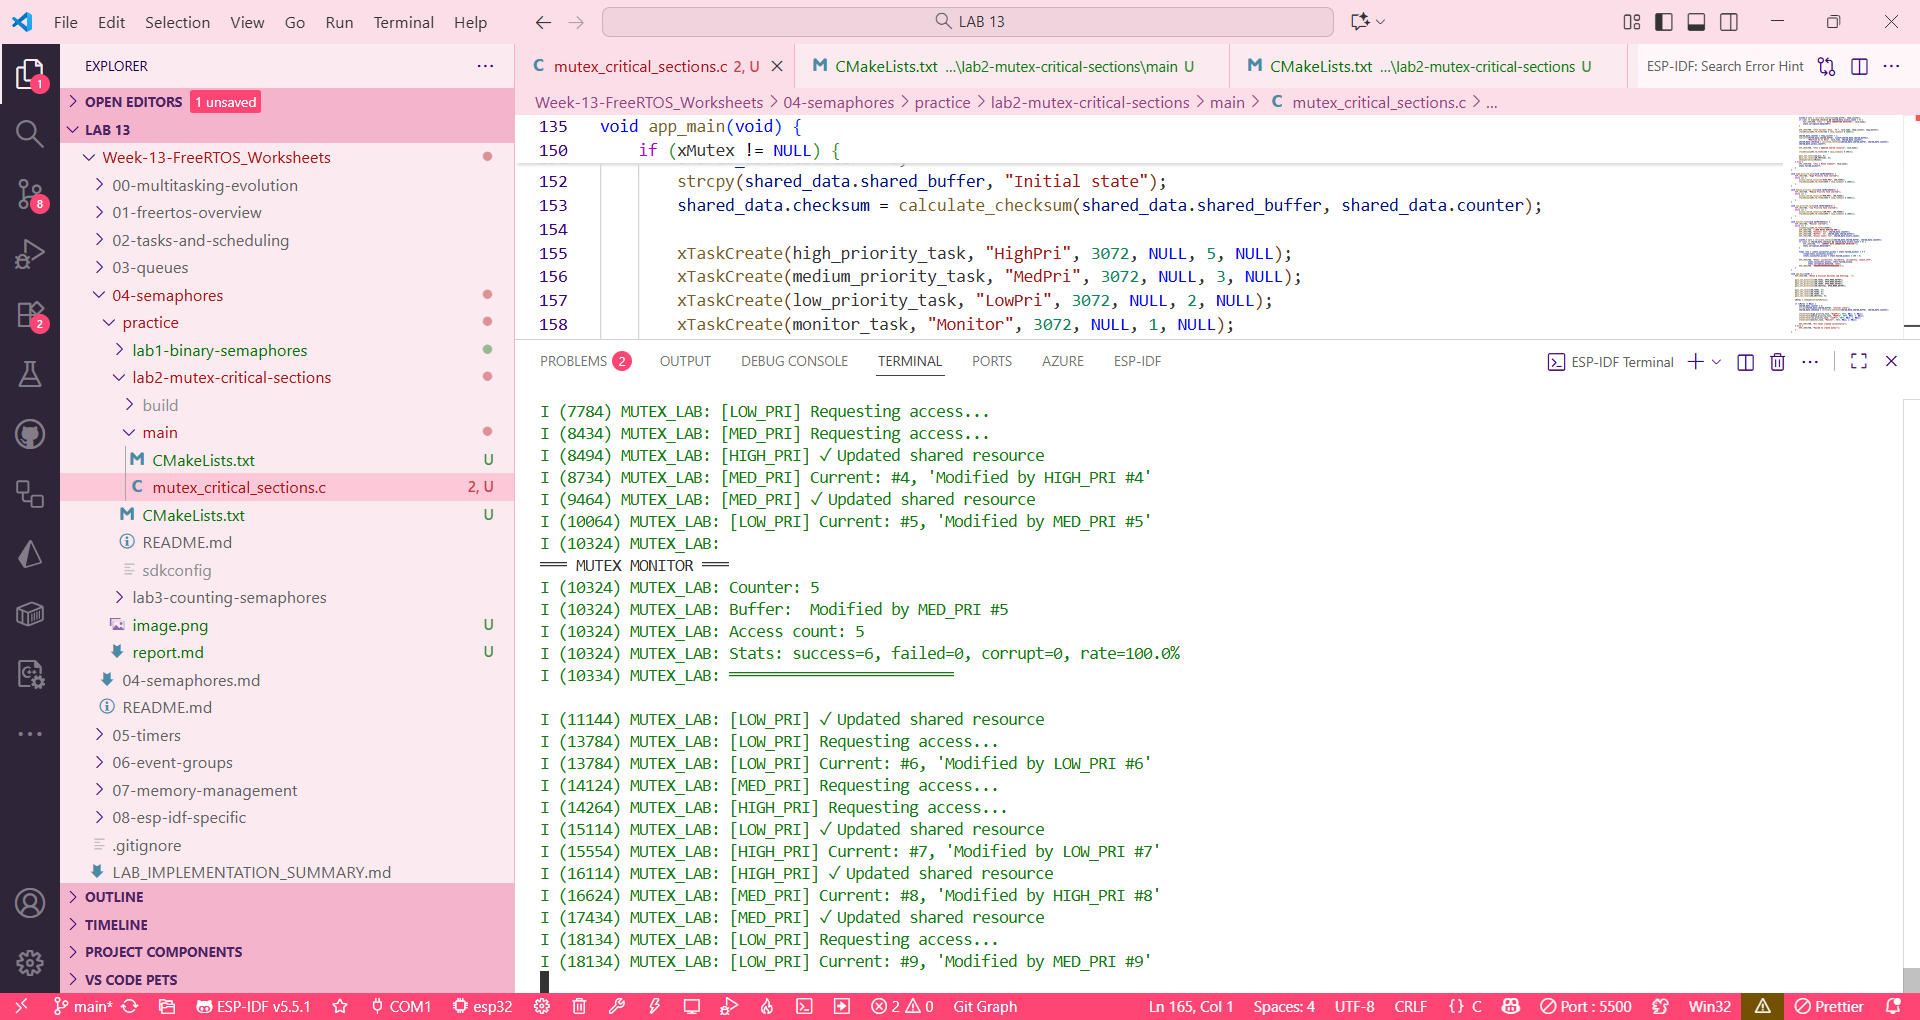 File Edit Selection View Go Run Terminal Help
LAB 13
EXPLORER
OPEN EDITORS 1 unsaved
LAB 13
Week-13-FreeRTOS_Worksheets
00-multitasking-evolution
01-freertos-overview
02-tasks-and-scheduling
03-queues
04-semaphores
practice
lab1-binary-semaphores
lab2-mutex-critical-sections
build
main
CMakeLists.txt U
mutex_critical_sections.c 2, U
CMakeLists.txt U
README.md
sdkconfig
lab3-counting-semaphores
image.png U
report.md U
04-semaphores.md
README.md
05-timers
06-event-groups
07-memory-management
08-esp-idf-specific
.gitignore
LAB_IMPLEMENTATION_SUMMARY.md
OUTLINE
TIMELINE
PROJECT COMPONENTS
VS CODE PETS
1
8
2
mutex_critical_sections.c 2, U
CMakeLists.txt ...\lab2-mutex-critical-sections\main U
CMakeLists.txt ...\lab2-mutex-critical-sections U
ESP-IDF: Search Error Hint
Week-13-FreeRTOS_Worksheets > 04-semaphores > practice > lab2-mutex-critical-sections > main > C mutex_critical_sections.c > ...
135 void app_main(void) {
150 if (xMutex != NULL) {
152 strcpy(shared_data.shared_buffer, "Initial state");
153 shared_data.checksum = calculate_checksum(shared_data.shared_buffer, shared_data.counter);
154
155 xTaskCreate(high_priority_task, "HighPri", 3072, NULL, 5, NULL);
156 xTaskCreate(medium_priority_task, "MedPri", 3072, NULL, 3, NULL);
157 xTaskCreate(low_priority_task, "LowPri", 3072, NULL, 2, NULL);
158 xTaskCreate(monitor_task, "Monitor", 3072, NULL, 1, NULL);
PROBLEMS 2 OUTPUT DEBUG CONSOLE TERMINAL PORTS AZURE ESP-IDF
ESP-IDF Terminal
I (7784) MUTEX_LAB: [LOW_PRI] Requesting access...
I (8434) MUTEX_LAB: [MED_PRI] Requesting access...
I (8494) MUTEX_LAB: [HIGH_PRI] ✓ Updated shared resource
I (8734) MUTEX_LAB: [MED_PRI] Current: #4, 'Modified by HIGH_PRI #4'
I (9464) MUTEX_LAB: [MED_PRI] ✓ Updated shared resource
I (10064) MUTEX_LAB: [LOW_PRI] Current: #5, 'Modified by MED_PRI #5'
I (10324) MUTEX_LAB:
═══ MUTEX MONITOR ═══
I (10324) MUTEX_LAB: Counter: 5
I (10324) MUTEX_LAB: Buffer:  Modified by MED_PRI #5
I (10324) MUTEX_LAB: Access count: 5
I (10324) MUTEX_LAB: Stats: success=6, failed=0, corrupt=0, rate=100.0%
I (10334) MUTEX_LAB: ═════════════════════════
I (11144) MUTEX_LAB: [LOW_PRI] ✓ Updated shared resource
I (13784) MUTEX_LAB: [LOW_PRI] Requesting access...
I (13784) MUTEX_LAB: [LOW_PRI] Current: #6, 'Modified by LOW_PRI #6'
I (14124) MUTEX_LAB: [MED_PRI] Requesting access...
I (14264) MUTEX_LAB: [HIGH_PRI] Requesting access...
I (15114) MUTEX_LAB: [LOW_PRI] ✓ Updated shared resource
I (15554) MUTEX_LAB: [HIGH_PRI] Current: #7, 'Modified by LOW_PRI #7'
I (16114) MUTEX_LAB: [HIGH_PRI] ✓ Updated shared resource
I (16624) MUTEX_LAB: [MED_PRI] Current: #8, 'Modified by HIGH_PRI #8'
I (17434) MUTEX_LAB: [MED_PRI] ✓ Updated shared resource
I (18134) MUTEX_LAB: [LOW_PRI] Requesting access...
I (18134) MUTEX_LAB: [LOW_PRI] Current: #9, 'Modified by MED_PRI #9'
main* ESP-IDF v5.5.1 COM1 esp32 2 0 Git Graph Ln 165, Col 1 Spaces: 4 UTF-8 CRLF {} C Port : 5500 Win32 Prettier